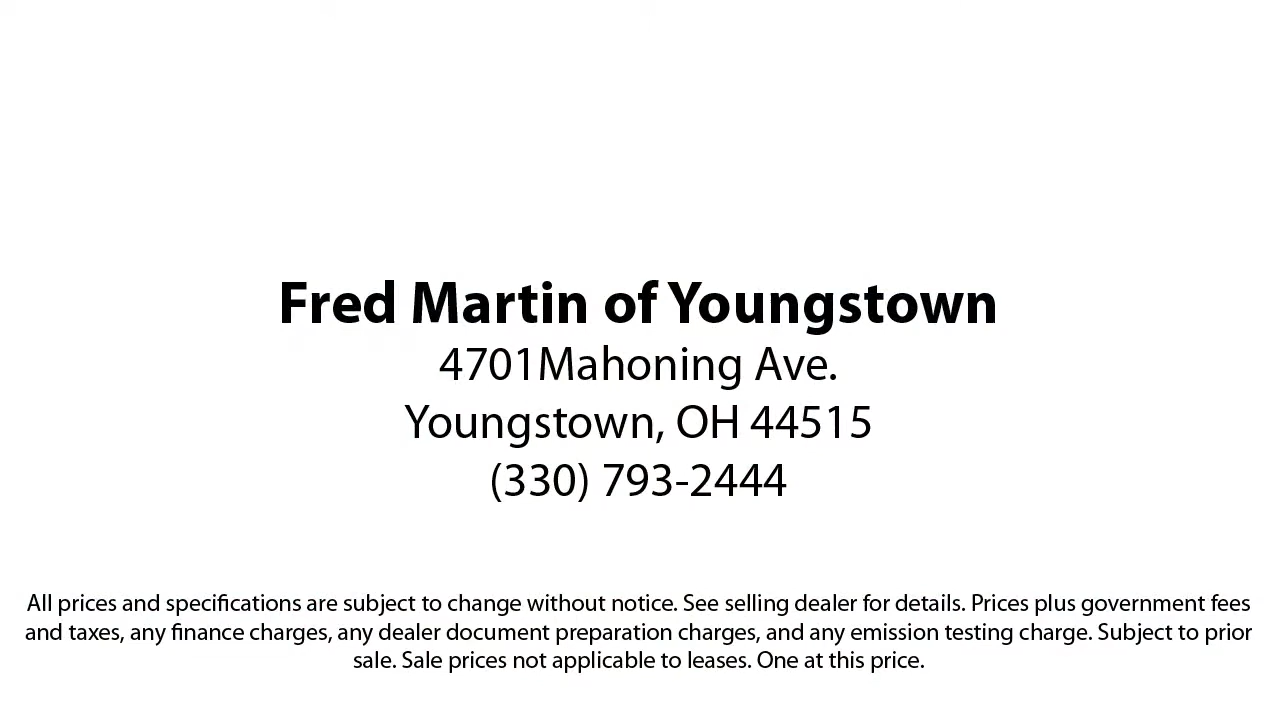 Fred Martin of Youngstown
4701Mahoning Ave.
Youngstown, OH 44515
(330) 793-2444
All prices and specifications are subject to change without notice. See selling dealer for details. Prices plus government fees
and taxes, any finance charges, any dealer document preparation charges, and any emission testing charge. Subject to prior
sale. Sale prices not applicable to leases. One at this price.